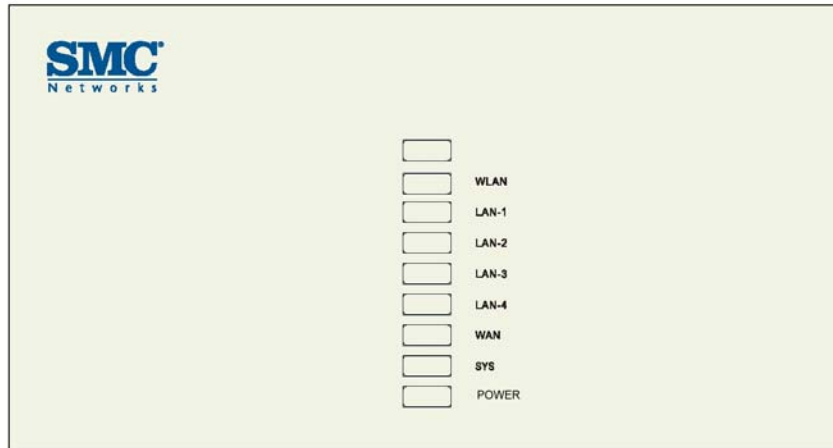 SMC®
Networks
WLAN
LAN-1
LAN-2
LAN-3
LAN-4
WAN
SYS
POWER